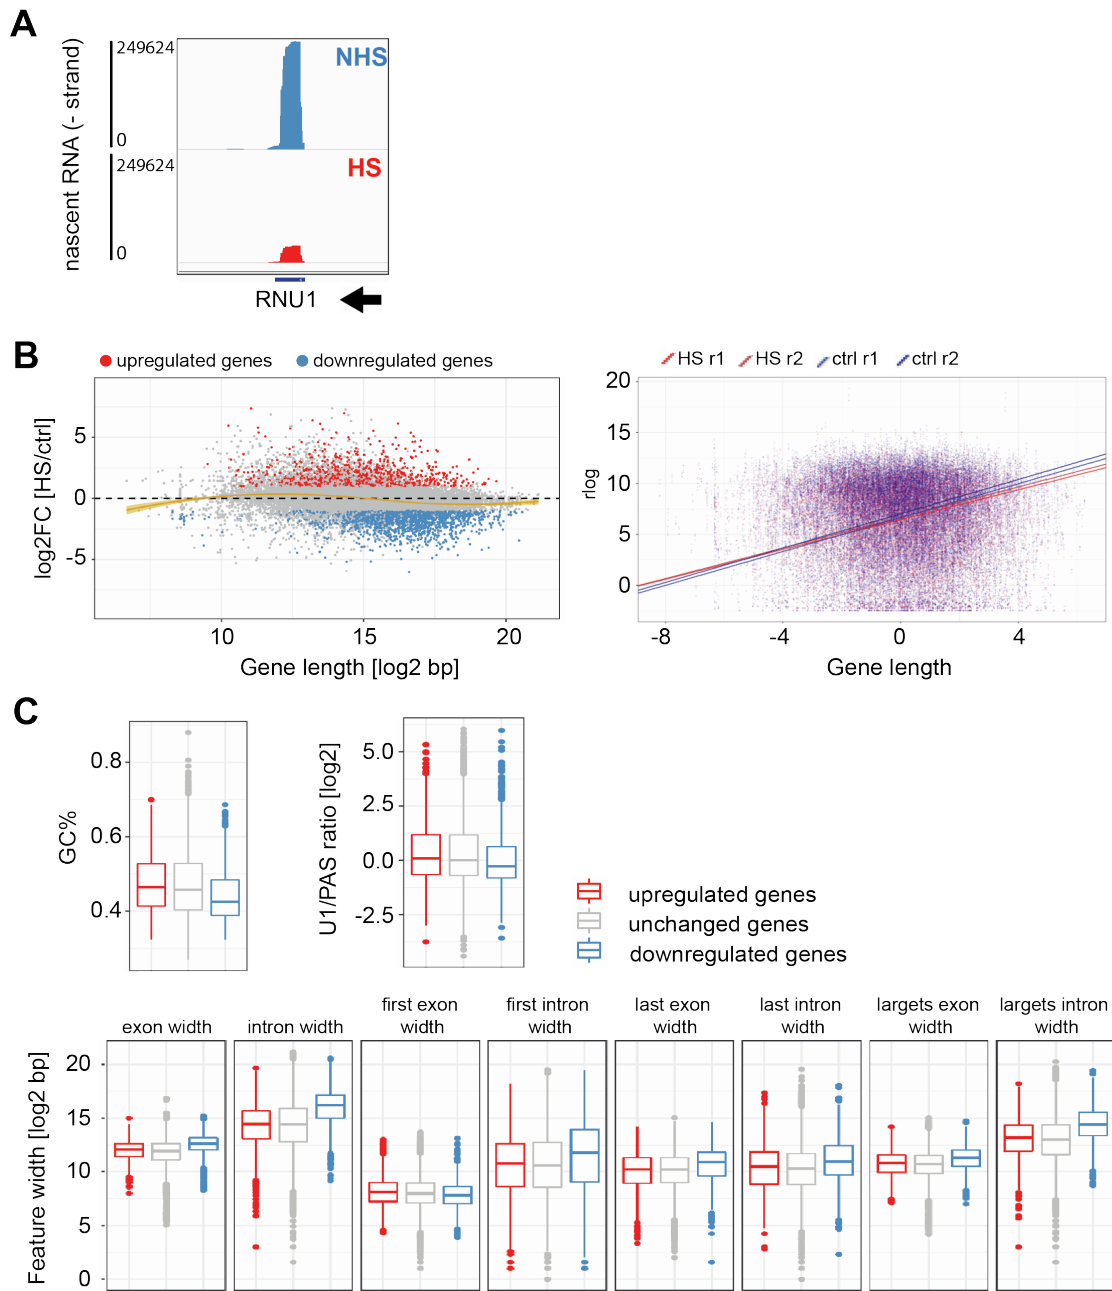 A
nascent RNA (- strand)
249624
0
NHS
249624
0
HS
RNU1
B
upregulated genes
downregulated genes
log2FC [HS/ctrl]
5
0
-5
10
15
20
Gene length [log2 bp]
HS r1
HS r2
ctrl r1
ctrl r2
rlog
20
15
10
5
0
-8
-4
0
4
Gene length
C
GC%
0.8
0.6
0.4
U1/PAS ratio [log2]
5.0
2.5
0.0
-2.5
upregulated genes
unchanged genes
downregulated genes
Feature width [log2 bp]
exon width
intron width
first exon
width
first intron
width
last exon
width
last intron
width
largets exon
width
largets intron
width
20
15
10
5
0